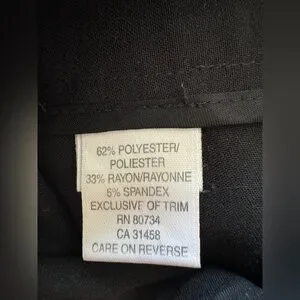 62% POLYESTER/
POLIESTER
33% RAYON/RAYONNE
5% SPANDEX
EXCLUSIVE OF TRIM
RN 80734
CA 31458
CARE ON REVERSE